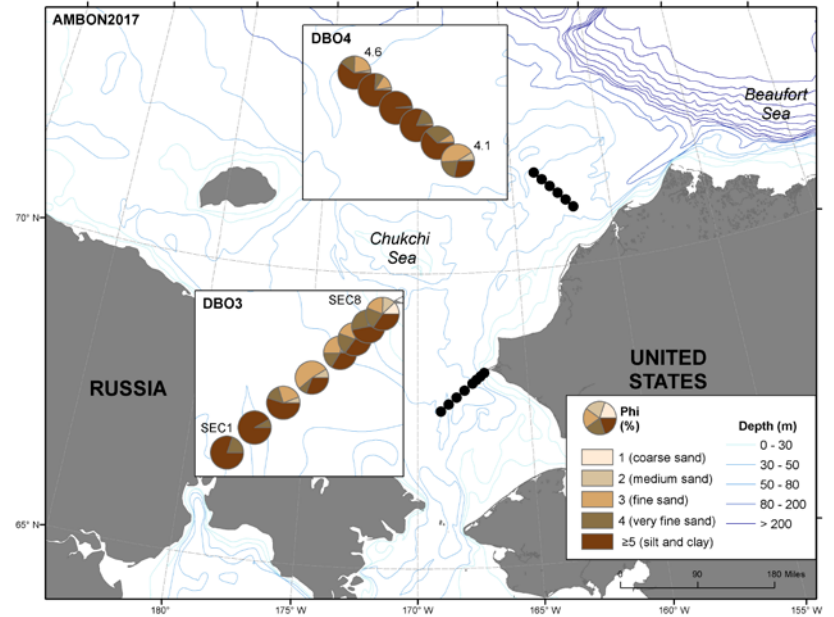 AMBON2017
DBO4
4.6
4.1
Beaufort
Sea
70° N
Chukchi
Sea
DBO3
SEC8
SEC1
RUSSIA
UNITED
STATES
Phi
(%)
1 (coarse sand)
2 (medium sand)
3 (fine sand)
4 (very fine sand)
≥5 (silt and clay)
Depth (m)
0 - 30
30 - 50
50 - 80
80 - 200
> 200
65° N
0 90 180 Miles
180° 175° W 170° W 165° W 160° W 155° W